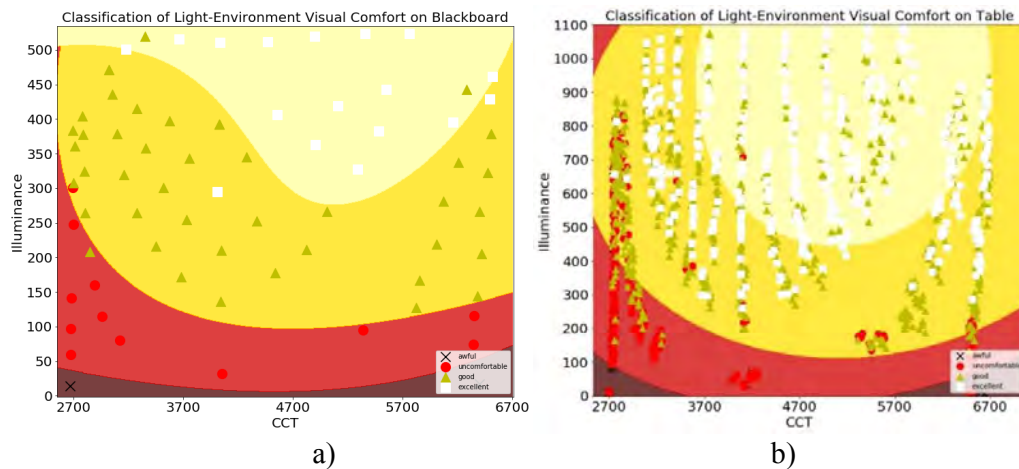 Classification of Light-Environment Visual Comfort on Blackboard
Illuminance
500
450
400
350
300
250
200
150
100
50
0
2700 3700 4700 5700 6700
CCT
awful
uncomfortable
good
excellent
a)
Classification of Light-Environment Visual Comfort on Table
Illuminance
1100
1000
900
800
700
600
500
400
300
200
100
0
2700 3700 4700 5700 6700
CCT
awful
uncomfortable
good
excellent
b)